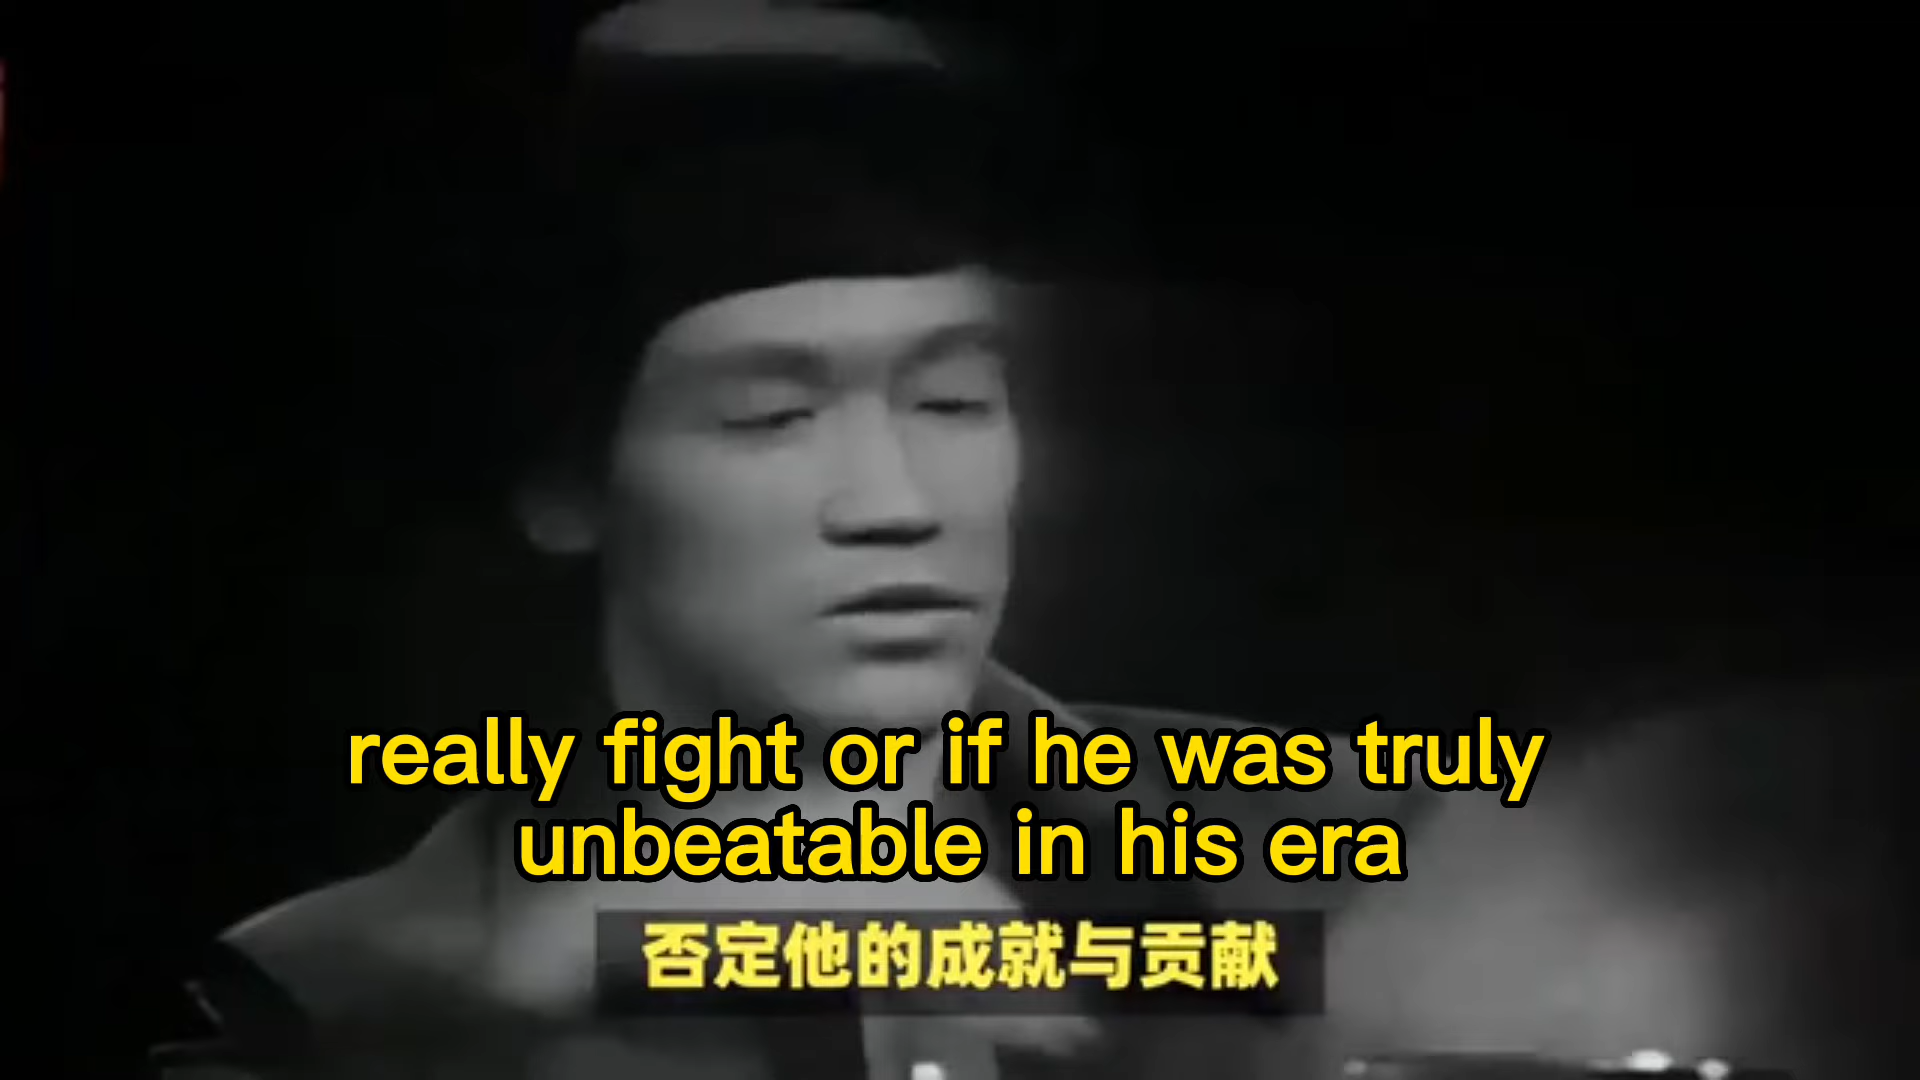 really fight or if he was truly
unbeatable in his era
否定他的成就与贡献